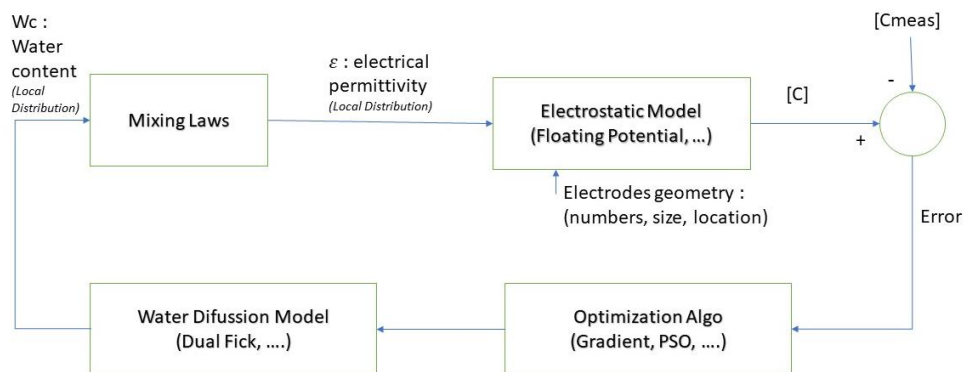 Wc :
Water
content
(Local
Distribution)
Mixing Laws
ε : electrical
permittivity
(Local Distribution)
Electrostatic Model
(Floating Potential, ...)
[C]
[Cmeas]
-
+
Electrodes geometry :
(numbers, size, location)
Error
Water Difussion Model
(Dual Fick, ....)
Optimization Algo
(Gradient, PSO, ....)